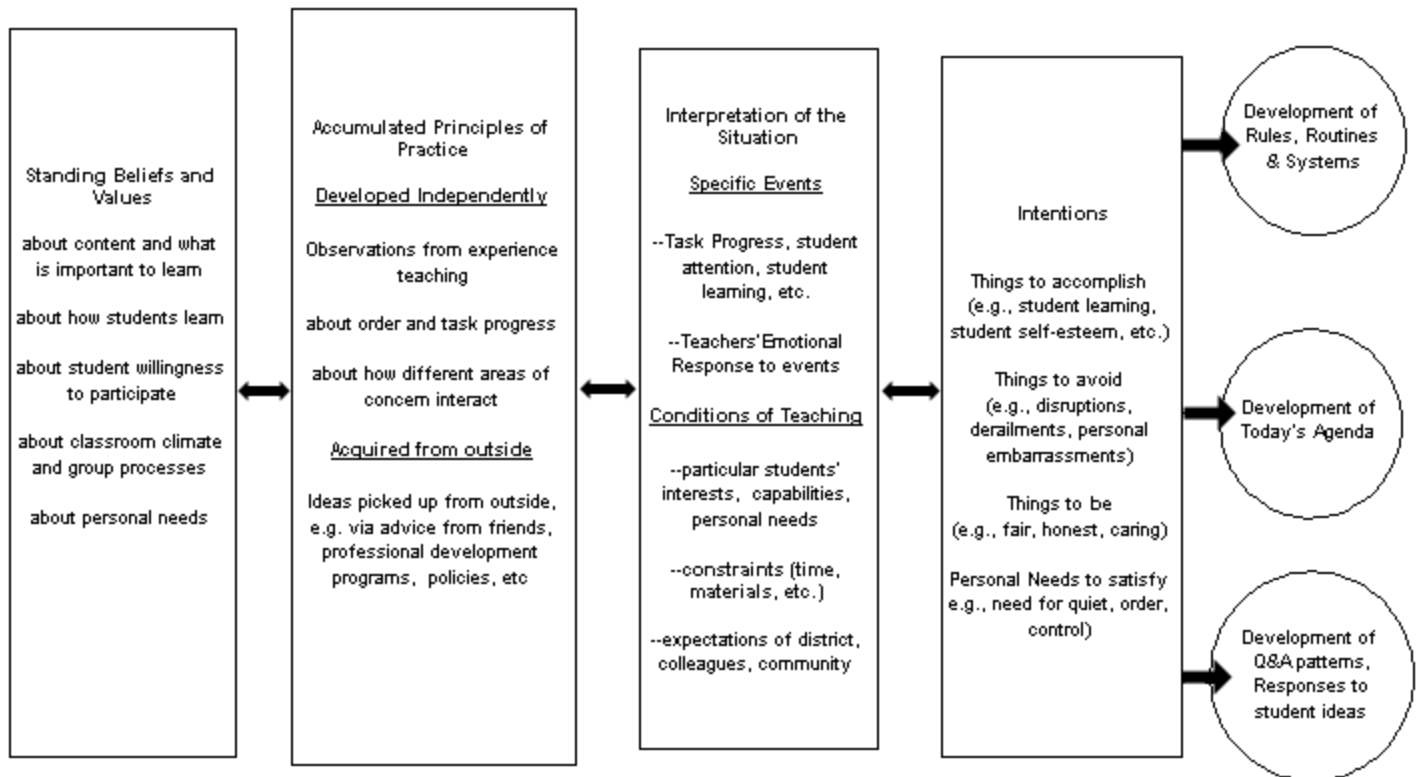 Standing Beliefs and
Values
about content and what
is important to learn
about how students learn
about student willingness
to participate
about classroom climate
and group processes
about personal needs
Accumulated Principles of
Practice
Developed Independently
Observations from experience
teaching
about order and task progress
about how different areas of
concern interact
Acquired from outside
Ideas picked up from outside,
e.g. via advice from friends,
professional development
programs, policies, etc
Interpretation of the
Situation
Specific Events
--Task Progress, student
attention, student
learning, etc.
--Teachers' Emotional
Response to events
Conditions of Teaching
--particular students'
interests, capabilities,
personal needs
--constraints (time,
materials, etc.)
--expectations of district,
colleagues, community
Intentions
Things to accomplish
(e.g., student learning,
student self-esteem, etc.)
Things to avoid
(e.g., disruptions,
derailments, personal
embarrassments)
Things to be
(e.g., fair, honest, caring)
Personal Needs to satisfy
e.g., need for quiet, order,
control)
Development of
Rules, Routines
& Systems
Development of
Today's Agenda
Development of
Q&A patterns,
Responses to
student ideas